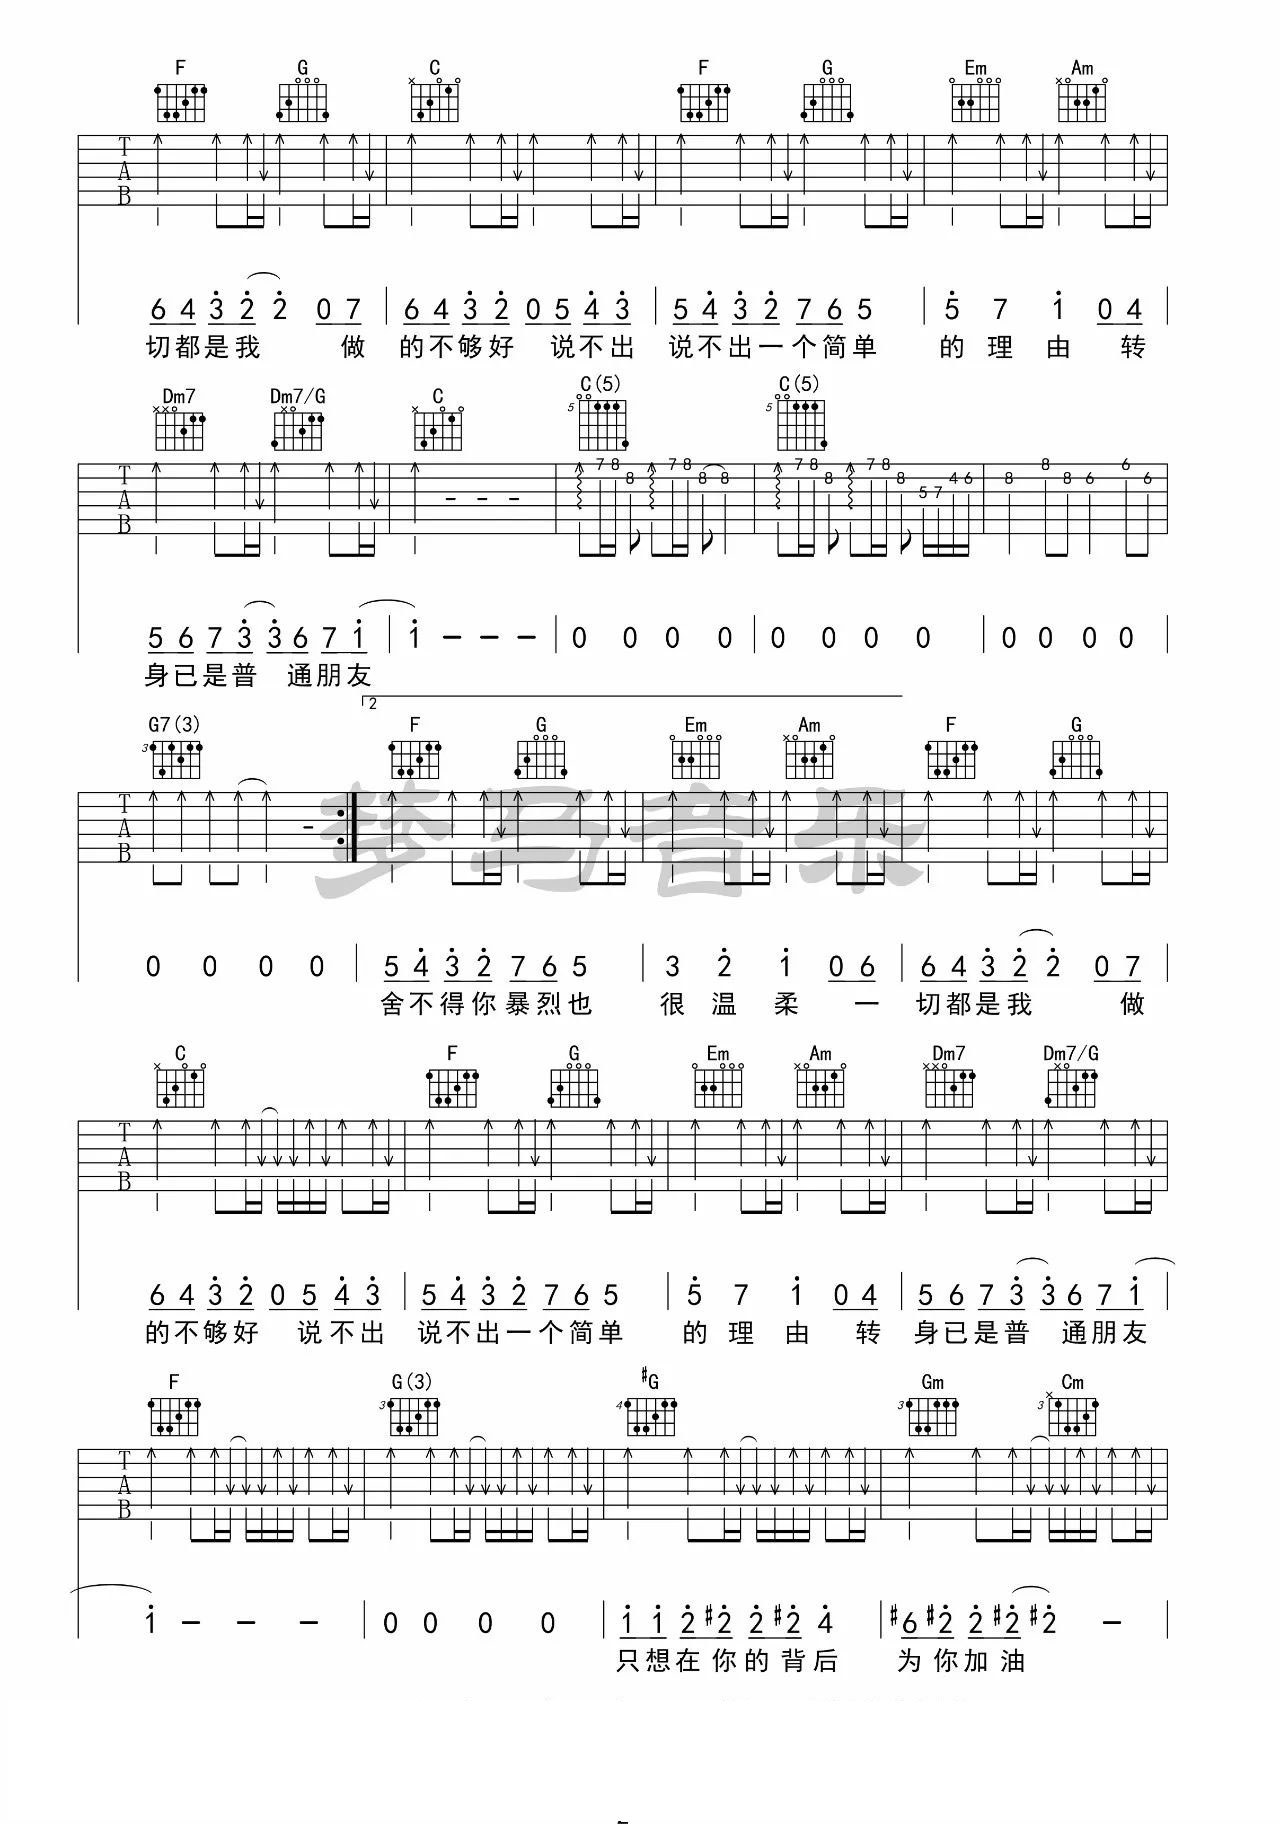 F G C F G Em Am
T A B
6 4 3 2 2 0 7 6 4 3 2 0 5 4 3 5 4 3 2 7 6 5 5 7 1 0 4
切都是我 做 的不够好 说不出 说不出一个简单 的理由 转
Dm7 Dm7/G C C(5) C(5)
5 5
T A B
7 8 8 7 8 8 8 7 8 8 7 8 8 5 7 4 6 8 8 8 6 6 6
5 6 7 3 3 6 7 1 1 - - - 0 0 0 0 0 0 0 0 0 0 0 0
身已是普 通朋友
2
G7(3) F G Em Am F G
3
T A B
梦马音乐
0 0 0 0 5 4 3 2 7 6 5 3 2 1 0 6 6 4 3 2 2 0 7
舍不得你暴烈也 很温柔 一 切都是我 做
C F G Em Am Dm7 Dm7/G
T A B
6 4 3 2 0 5 4 3 5 4 3 2 7 6 5 5 7 1 0 4 5 6 7 3 3 6 7 1
的不够好 说不出 说不出一个简单 的理由 转 身已是普 通朋友
F G(3) #G Gm Cm
3 4 3 3
T A B
1 - - - 0 0 0 0 1 1 2 #2 2 #2 4 #6 #2 2 #2 #2 -
只想在你的背后 为你加油